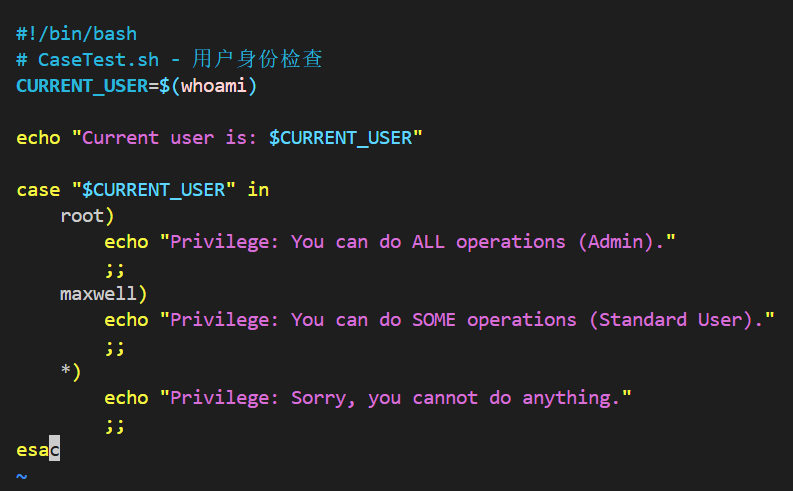 #!/bin/bash
# CaseTest.sh - 用户身份检查
CURRENT_USER=$(whoami)

echo "Current user is: $CURRENT_USER"

case "$CURRENT_USER" in
    root)
        echo "Privilege: You can do ALL operations (Admin)."
        ;;
    maxwell)
        echo "Privilege: You can do SOME operations (Standard User)."
        ;;
    *)
        echo "Privilege: Sorry, you cannot do anything."
        ;;
esac
~